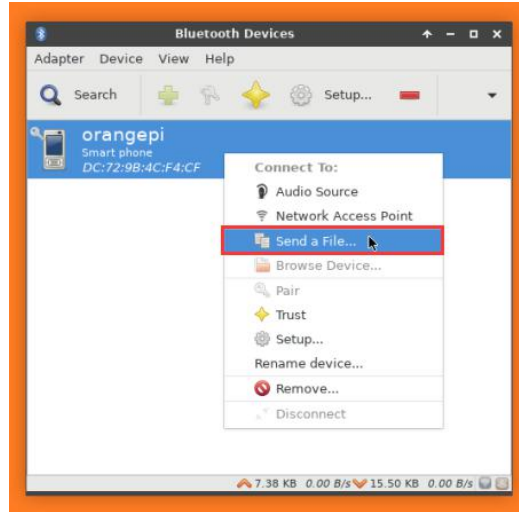 Bluetooth Devices
Adapter Device View Help
Search Setup...
orangepi
Smart phone
DC:72:9B:4C:F4:CF
Connect To:
Audio Source
Network Access Point
Send a File...
Browse Device...
Pair
Trust
Setup...
Rename device...
Remove...
Disconnect
7.38 KB 0.00 B/s 15.50 KB 0.00 B/s